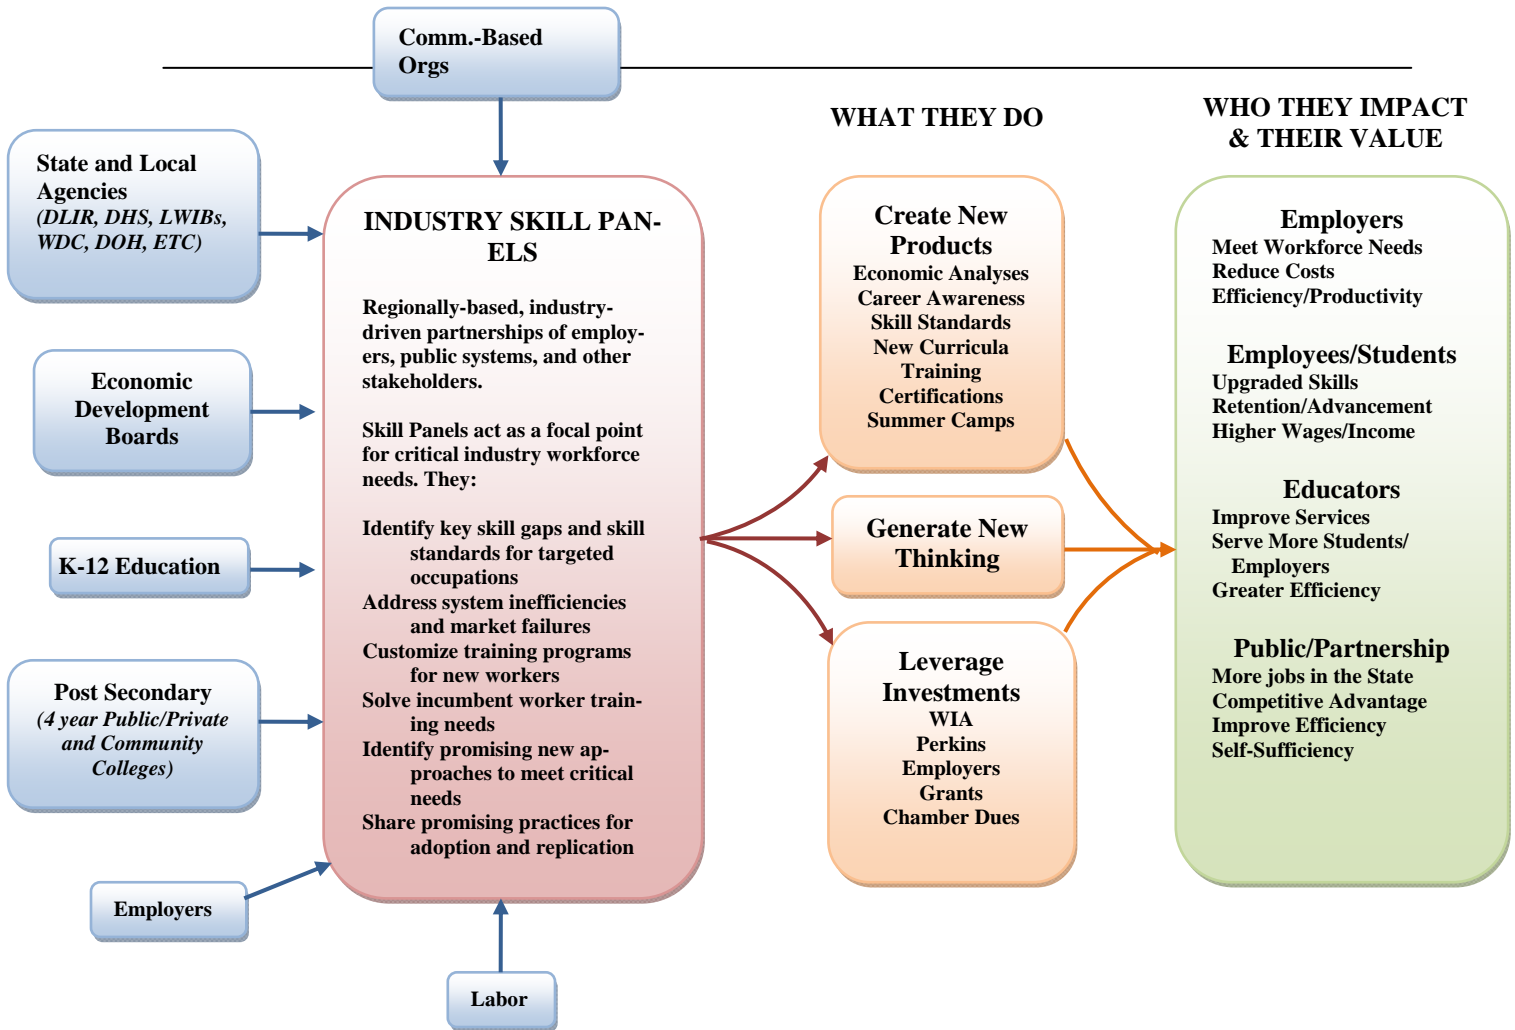 Comm.-Based
Orgs
State and Local
Agencies
(DLIR, DHS, LWIBs,
WDC, DOH, ETC)
Economic
Development
Boards
K-12 Education
Post Secondary
(4 year Public/Private
and Community
Colleges)
Employers
Labor
INDUSTRY SKILL PAN-
ELS
Regionally-based, industry-
driven partnerships of employ-
ers, public systems, and other
stakeholders.
Skill Panels act as a focal point
for critical industry workforce
needs. They:
Identify key skill gaps and skill
standards for targeted
occupations
Address system inefficiencies
and market failures
Customize training programs
for new workers
Solve incumbent worker train-
ing needs
Identify promising new ap-
proaches to meet critical
needs
Share promising practices for
adoption and replication
WHAT THEY DO
Create New
Products
Economic Analyses
Career Awareness
Skill Standards
New Curricula
Training
Certifications
Summer Camps
Generate New
Thinking
Leverage
Investments
WIA
Perkins
Employers
Grants
Chamber Dues
WHO THEY IMPACT
& THEIR VALUE
Employers
Meet Workforce Needs
Reduce Costs
Efficiency/Productivity
Employees/Students
Upgraded Skills
Retention/Advancement
Higher Wages/Income
Educators
Improve Services
Serve More Students/
Employers
Greater Efficiency
Public/Partnership
More jobs in the State
Competitive Advantage
Improve Efficiency
Self-Sufficiency